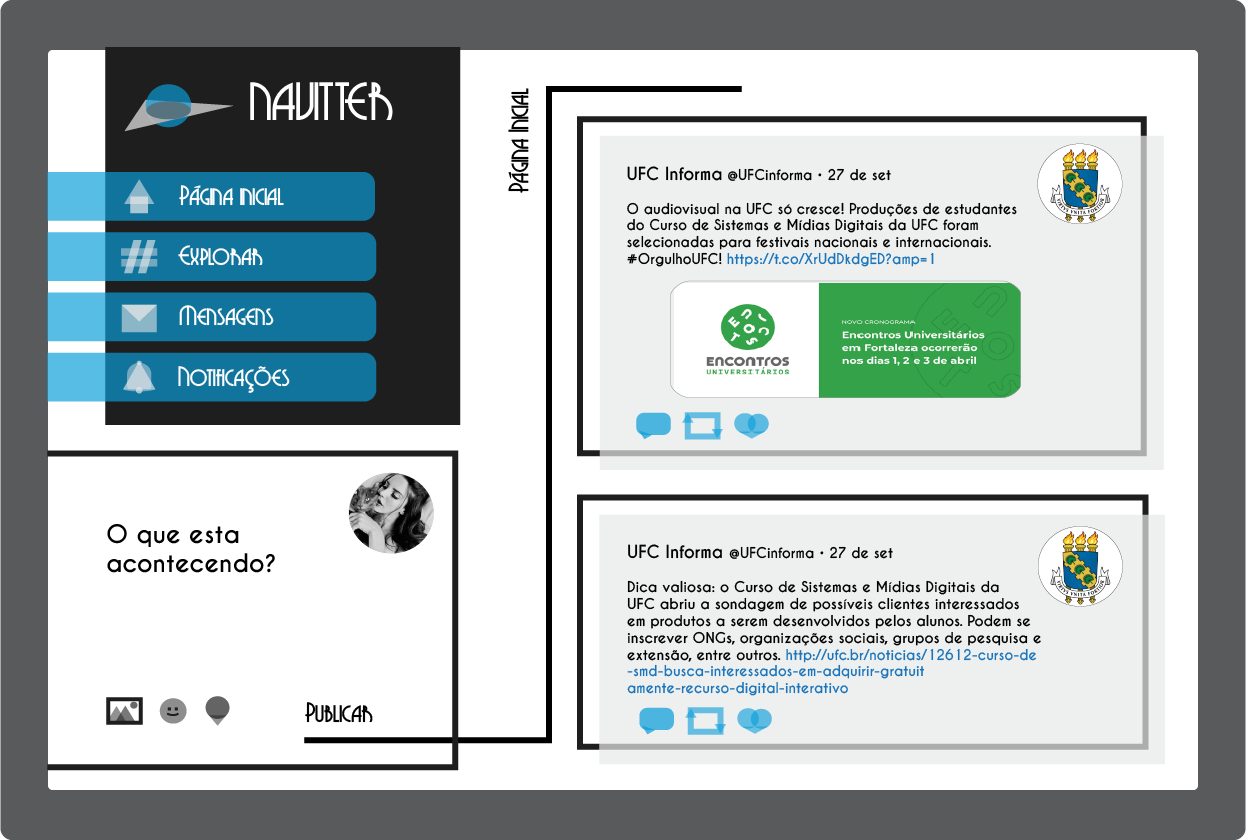 NAVITTER
Página Inicial
Explorar
Mensagens
Notificações
O que esta
acontecendo?
Publicar
Página Inicial
UFC Informa @UFCinforma • 27 de set
O audiovisual na UFC só cresce! Produções de estudantes
do Curso de Sistemas e Mídias Digitais da UFC foram
selecionadas para festivais nacionais e internacionais.
#OrgulhoUFC! https://t.co/XrUdDkdgED?amp=1
ENCONTROS
UNIVERSITÁRIOS
NOVO CRONOGRAMA
Encontros Universitários
em Fortaleza ocorrerão
nos dias 1, 2 e 3 de abril
UFC Informa @UFCinforma • 27 de set
Dica valiosa: o Curso de Sistemas e Mídias Digitais da
UFC abriu a sondagem de possíveis clientes interessados
em produtos a serem desenvolvidos pelos alunos. Podem se
inscrever ONGs, organizações sociais, grupos de pesquisa e
extensão, entre outros. http://ufc.br/noticias/12612-curso-de
-smd-busca-interessados-em-adquirir-gratuit
amente-recurso-digital-interativo